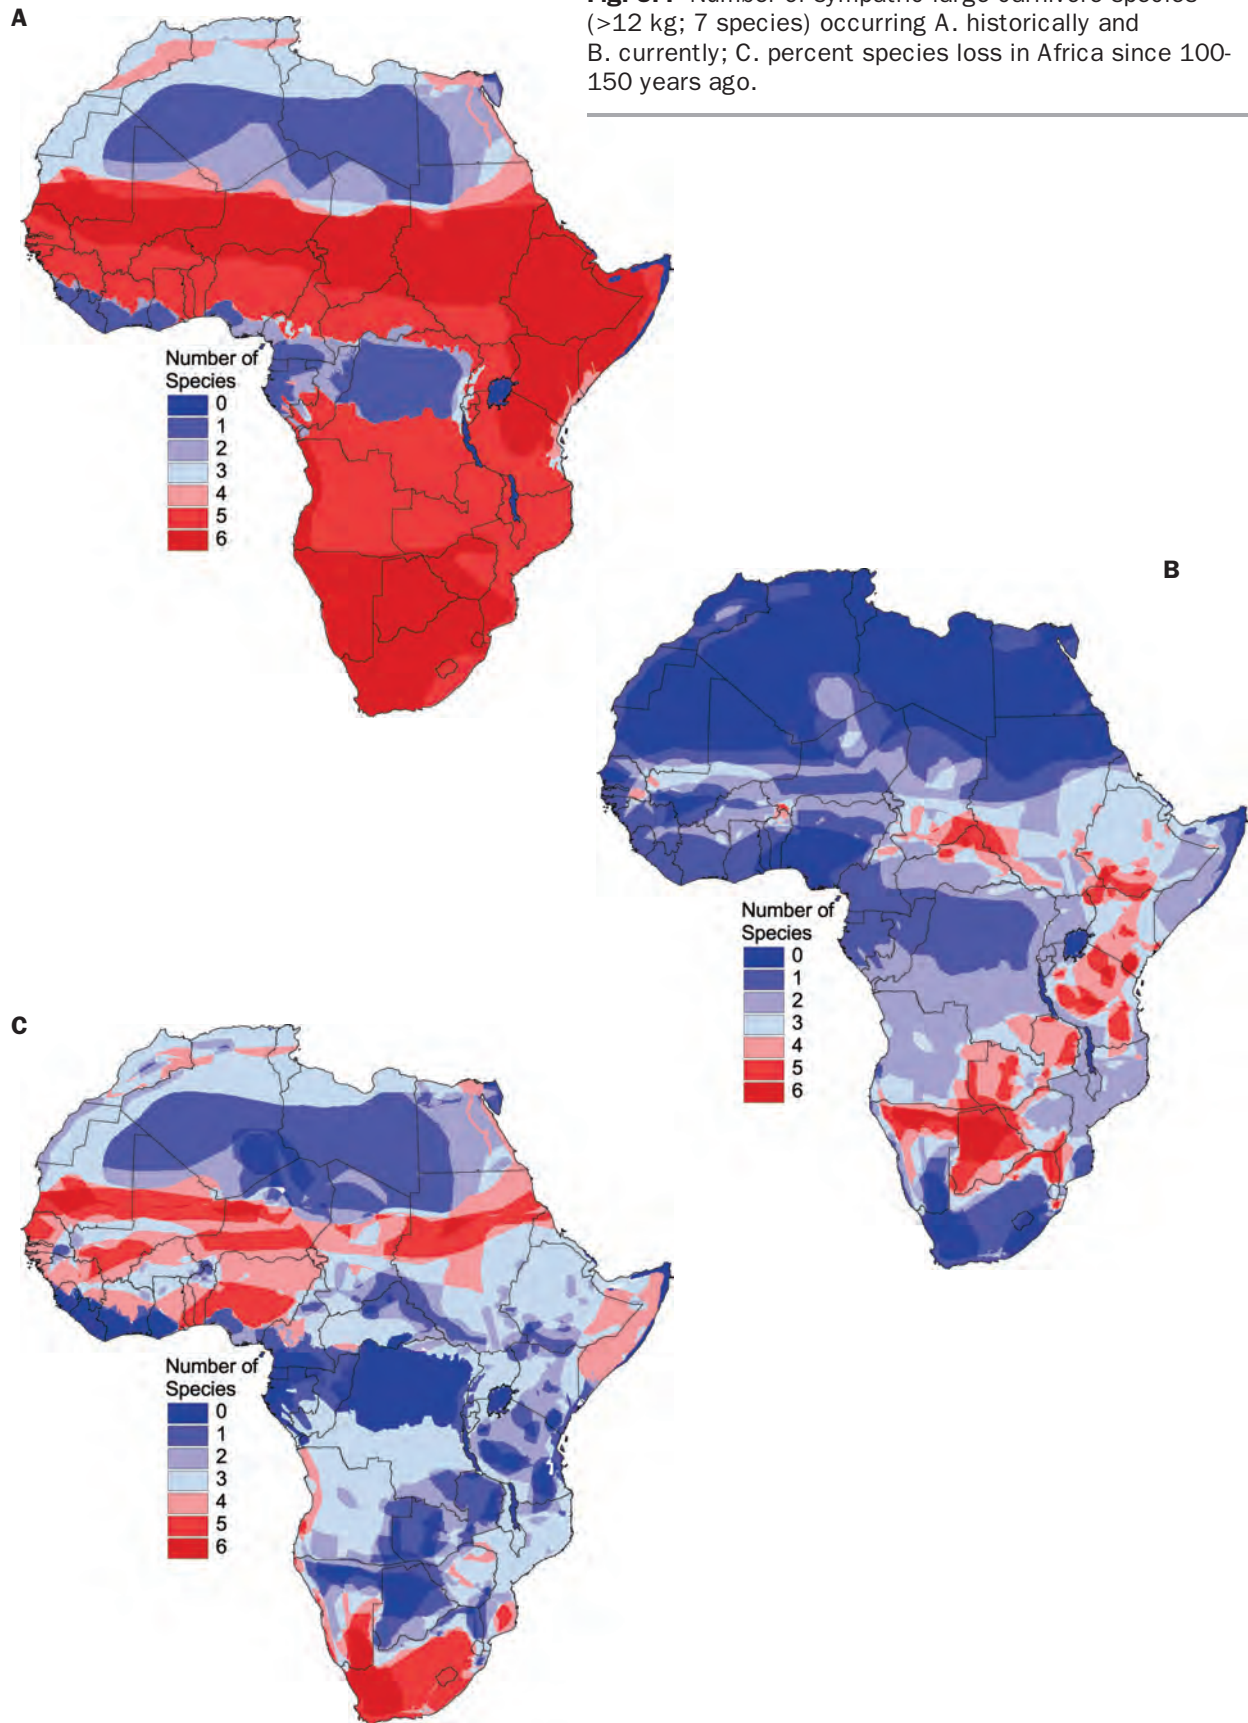 A
(>12 kg; 7 species) occurring A. historically and
B. currently; C. percent species loss in Africa since 100-
150 years ago.
Number of
Species
0
1
2
3
4
5
6
B
Number of
Species
0
1
2
3
4
5
6
C
Number of
Species
0
1
2
3
4
5
6